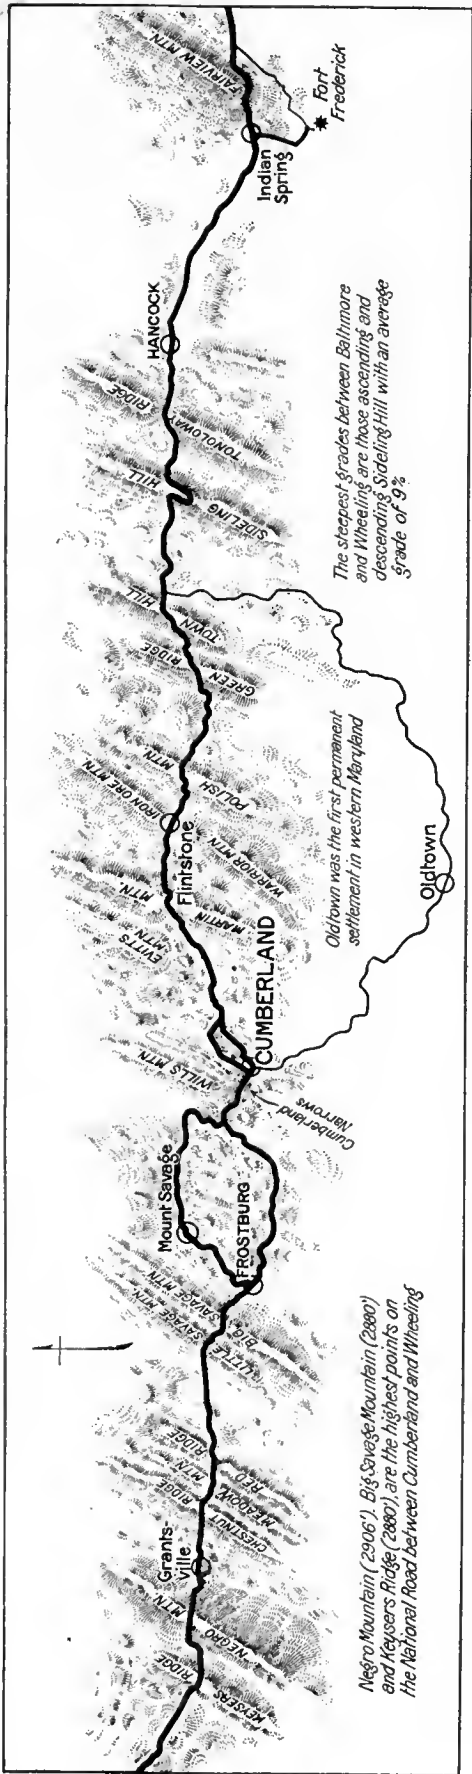 KEYSERS RIDGE
NEGRO MTN
Grants-
ville
CHESTNUT RIDGE
MEADOW MTN
RED RIDGE
LITTLE SAVAGE MTN.
BIG SAVAGE MTN
Mount Savage
FROSTBURG
WILLS MTN.
Cumberland
Narrows
CUMBERLAND
EVITTS MTN
MARTIN MTN.
Flintstone
WARRIOR MTN
IRON ORE MTN.
POLISH MTN.
GREEN RIDGE
TOWN HILL
SIDELING HILL
TONOLOWAY RIDGE
HANCOCK
Indian
Spring
FAIRVIEW MTN.
Fort
Frederick
Oldtown
Negro Mountain (2906'), Big Savage Mountain (2880')
and Keysers Ridge (2880'), are the highest points on
the National Road between Cumberland and Wheeling
Oldtown was the first permanent
settlement in western Maryland
The steepest grades between Baltimore
and Wheeling are those ascending and
descending Sideling Hill with an average
grade of 9%